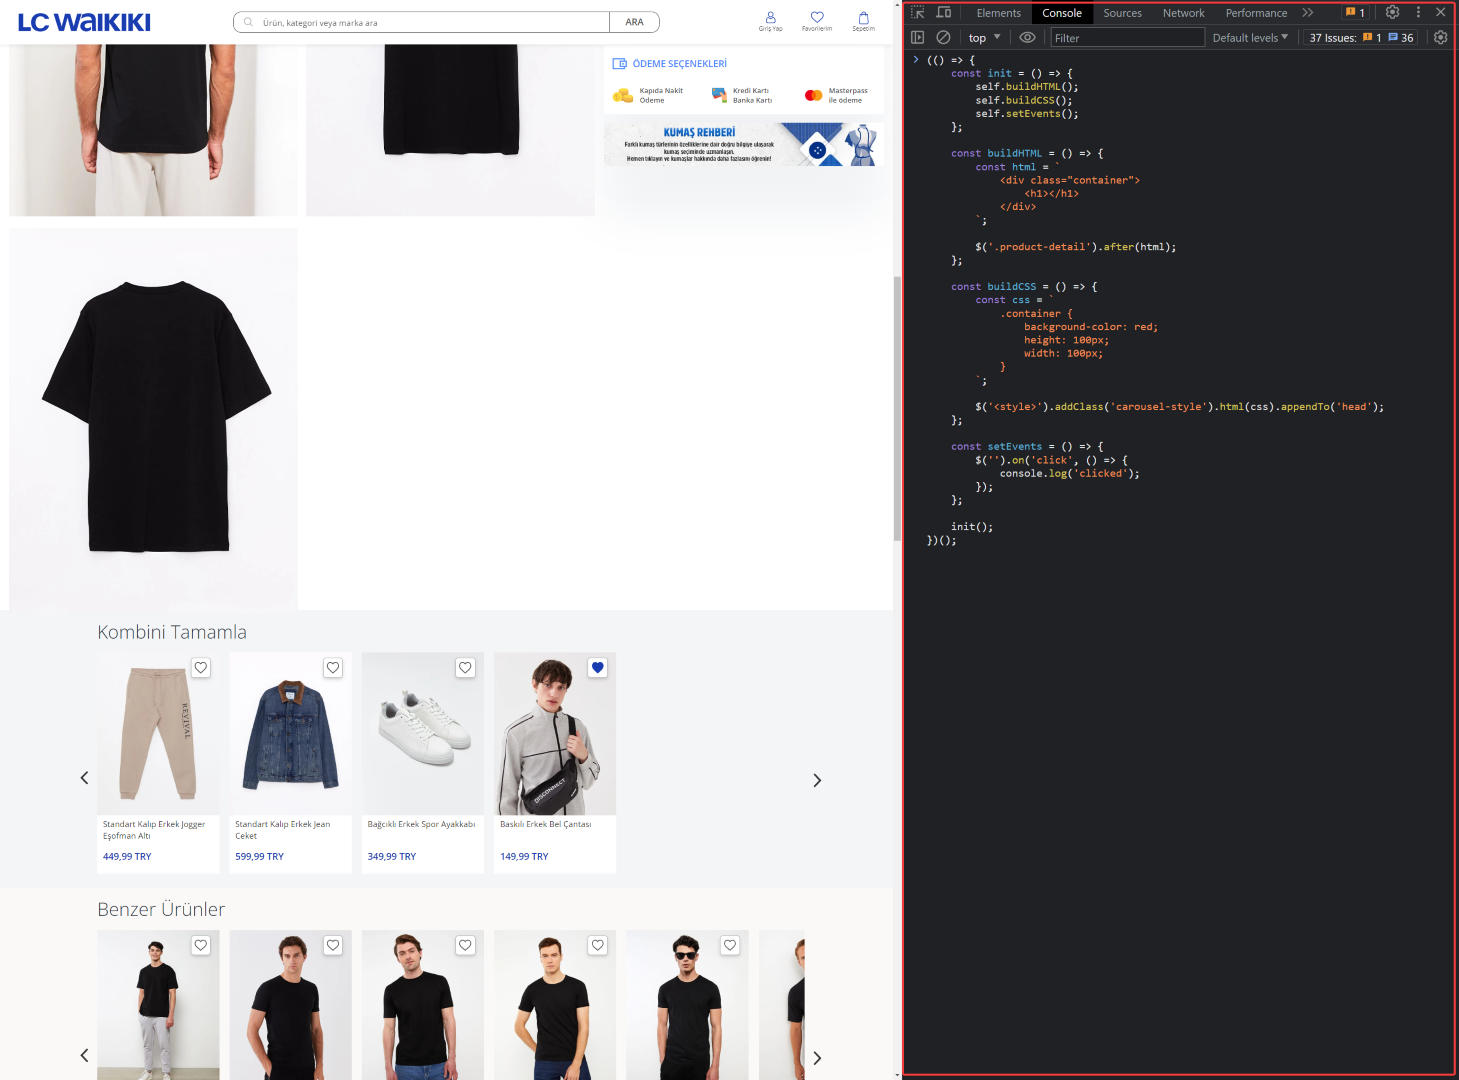 LC WAIKIKI
Ürün, kategori veya marka ara
ARA
Giriş Yap
Favorilerim
Sepetim
ÖDEME SEÇENEKLERİ
Kapıda Nakit
Ödeme
Kredi Kartı
Banka Kartı
Masterpass
ile ödeme
KUMAŞ REHBERİ
Farklı kumaş türlerinin özelliklerine dair doğru bilgiye ulaşarak
kumaş seçiminde uzmanlaşın.
Hemen tıklayın ve kumaşlar hakkında daha fazlasını öğrenin!
Kombini Tamamla
REVIVAL
DISCONNECT
Standart Kalıp Erkek Jogger
Eşofman Altı
449,99 TRY
Standart Kalıp Erkek Jean
Ceket
599,99 TRY
Bağcıklı Erkek Spor Ayakkabı
349,99 TRY
Baskılı Erkek Bel Çantası
149,99 TRY
Benzer Ürünler
Elements Console Sources Network Performance 1
top Filter Default levels 37 Issues: 1 36
(() => {
const init = () => {
self.buildHTML();
self.buildCSS();
self.setEvents();
};
const buildHTML = () => {
const html = `
<div class="container">
<h1></h1>
</div>
`;
$('.product-detail').after(html);
};
const buildCSS = () => {
const css = `
.container {
background-color: red;
height: 100px;
width: 100px;
}
`;
$('<style>').addClass('carousel-style').html(css).appendTo('head');
};
const setEvents = () => {
$('').on('click', () => {
console.log('clicked');
});
};
init();
})();